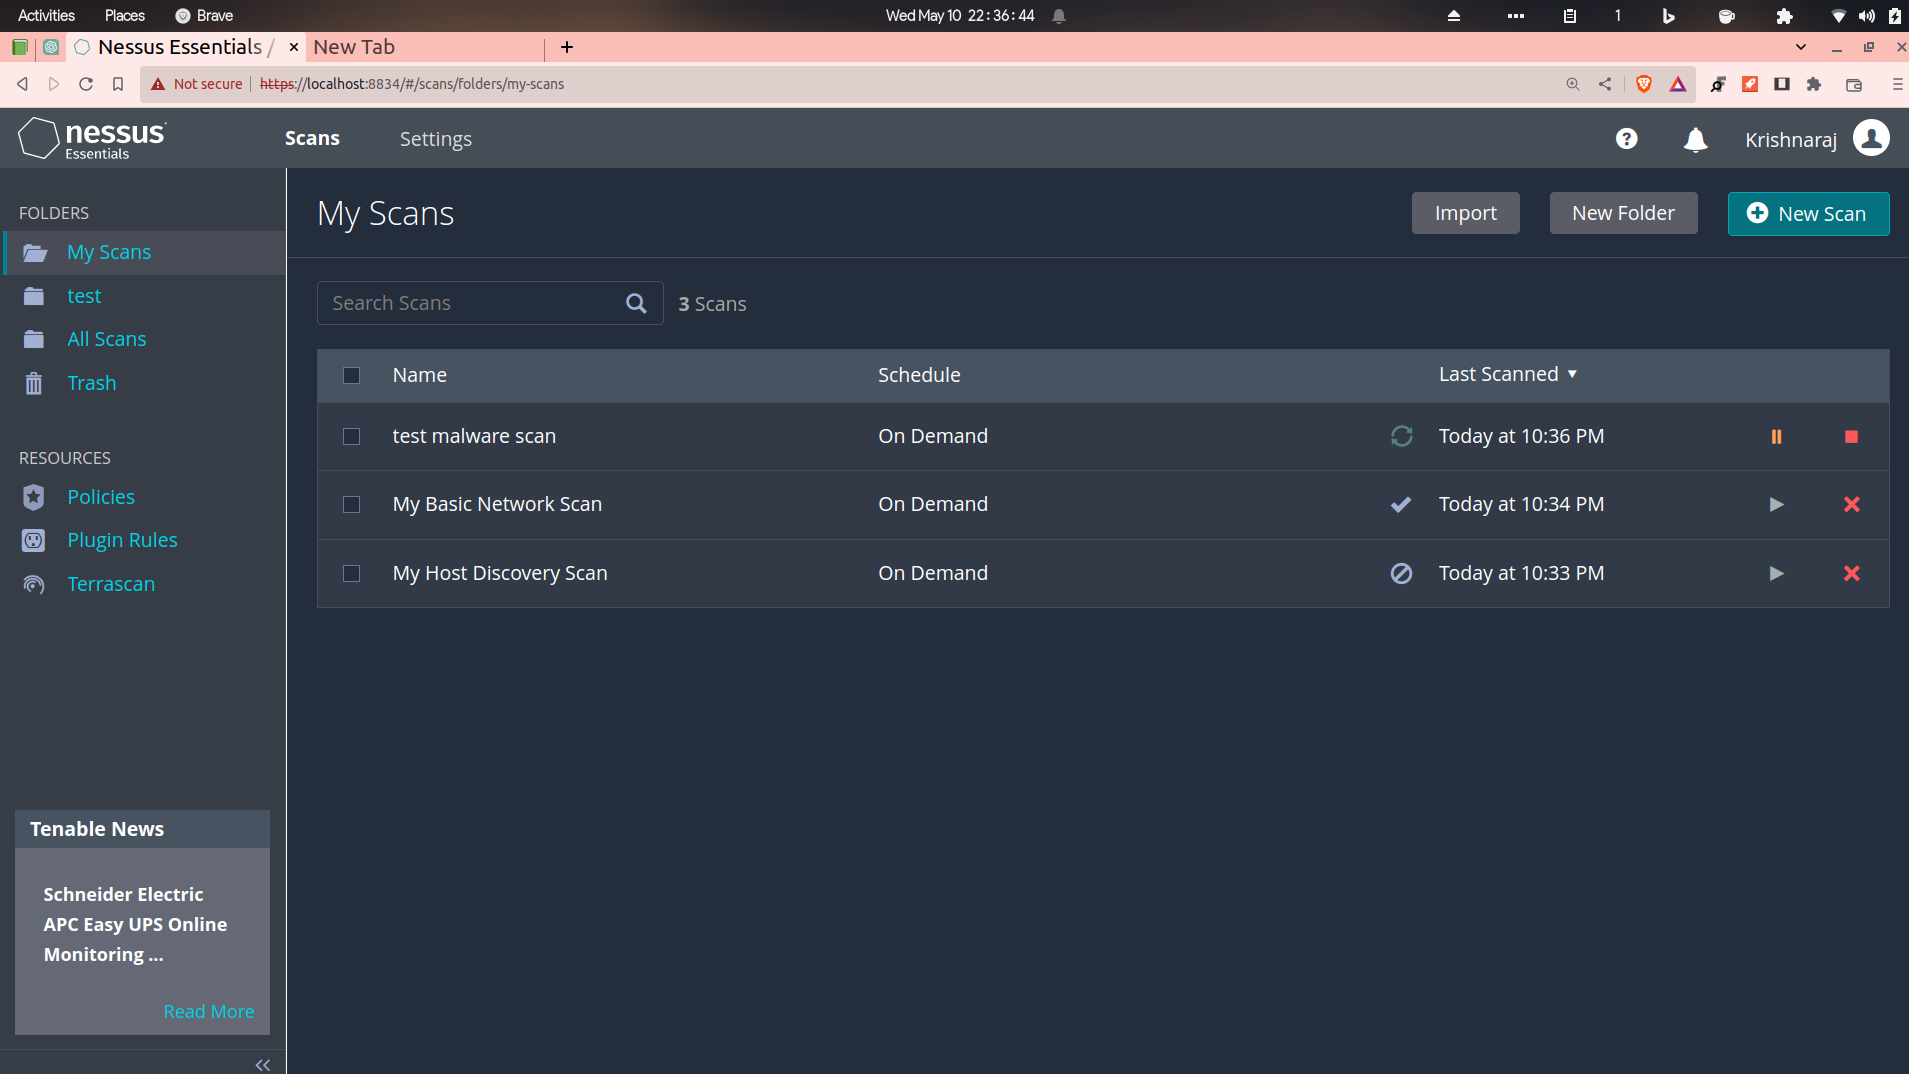 Activities Places Brave Wed May 10 22:36:44 1
Nessus Essentials / New Tab
Not secure https://localhost:8834/#/scans/folders/my-scans
nessus
Essentials
Scans Settings Krishnaraj
FOLDERS
My Scans
test
All Scans
Trash
RESOURCES
Policies
Plugin Rules
Terrascan
Tenable News
Schneider Electric
APC Easy UPS Online
Monitoring ...
Read More
My Scans Import New Folder New Scan
Search Scans 3 Scans
Name Schedule Last Scanned
test malware scan On Demand Today at 10:36 PM
My Basic Network Scan On Demand Today at 10:34 PM
My Host Discovery Scan On Demand Today at 10:33 PM